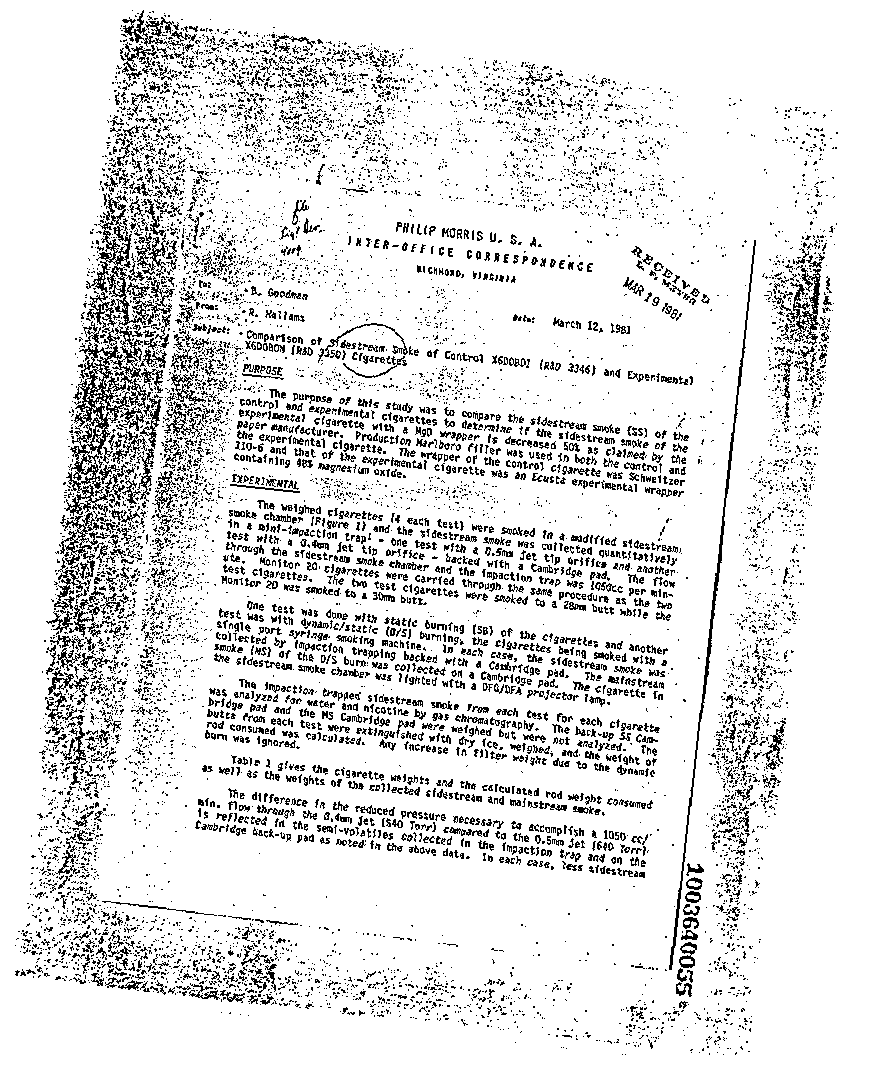 PHILIP MORRIS U. S. A.
INTER-OFFICE CORRESPONDENCE
RICHMOND, VIRGINIA
RECEIVED
MAR 19 1981
To: B. Goodman
Date: March 12, 1981
From: R. Hallams
Subject: Comparison of Sidestream Smoke of Control X6DOBOI (R&D 3346) and Experimental
X6DOBON (R&D 3350) Cigarettes
PURPOSE
The purpose of this study was to compare the sidestream smoke (SS) of the
control and experimental cigarettes to determine if the sidestream smoke of the
experimental cigarette with a MgO wrapper is decreased 50% as claimed by the
paper manufacturer. Production Marlboro filler was used in both the control and
the experimental cigarette. The wrapper of the control cigarette was Schweitzer
110-6 and that of the experimental cigarette was an Ecusta experimental wrapper
containing 48% magnesium oxide.
EXPERIMENTAL
The weighed cigarettes (4 each test) were smoked in a modified sidestream
smoke chamber (Figure 1) and the sidestream smoke was collected quantitatively
in a mini-impaction trap¹ - one test with a 0.5mm jet tip orifice and another
test with a 0.4mm jet tip orifice - backed with a Cambridge pad. The flow
through the sidestream smoke chamber and the impaction trap was 1050cc per min-
ute. Monitor 20 cigarettes were carried through the same procedure as the two
test cigarettes. The two test cigarettes were smoked to a 28mm butt while the
Monitor 20 was smoked to a 30mm butt.
One test was done with static burning (SB) of the cigarettes and another
test was with dynamic/static (D/S) burning, the cigarettes being smoked with a
single port syringe smoking machine. In each case, the sidestream smoke was
collected by impaction trapping backed with a Cambridge pad. The mainstream
smoke (MS) of the D/S burn was collected on a Cambridge pad. The cigarette in
the sidestream smoke chamber was lighted with a DFG/DFA projector lamp.
The impaction trapped sidestream smoke from each test for each cigarette
was analyzed for water and nicotine by gas chromatography. The back-up SS Cam-
bridge pad and the MS Cambridge pad were weighed but were not analyzed. The
butts from each test were extinguished with dry ice, weighed, and the weight of
rod consumed was calculated. Any increase in filter weight due to the dynamic
burn was ignored.
Table 1 gives the cigarette weights and the calculated rod weight consumed
as well as the weights of the collected sidestream and mainstream smoke.
The difference in the reduced pressure necessary to accomplish a 1050 cc/
min. flow through the 0.4mm jet (540 Torr) compared to the 0.5mm jet (640 Torr)
is reflected in the semi-volatiles collected in the impaction trap and on the
Cambridge back-up pad as noted in the above data. In each case, less sidestream
1003640055